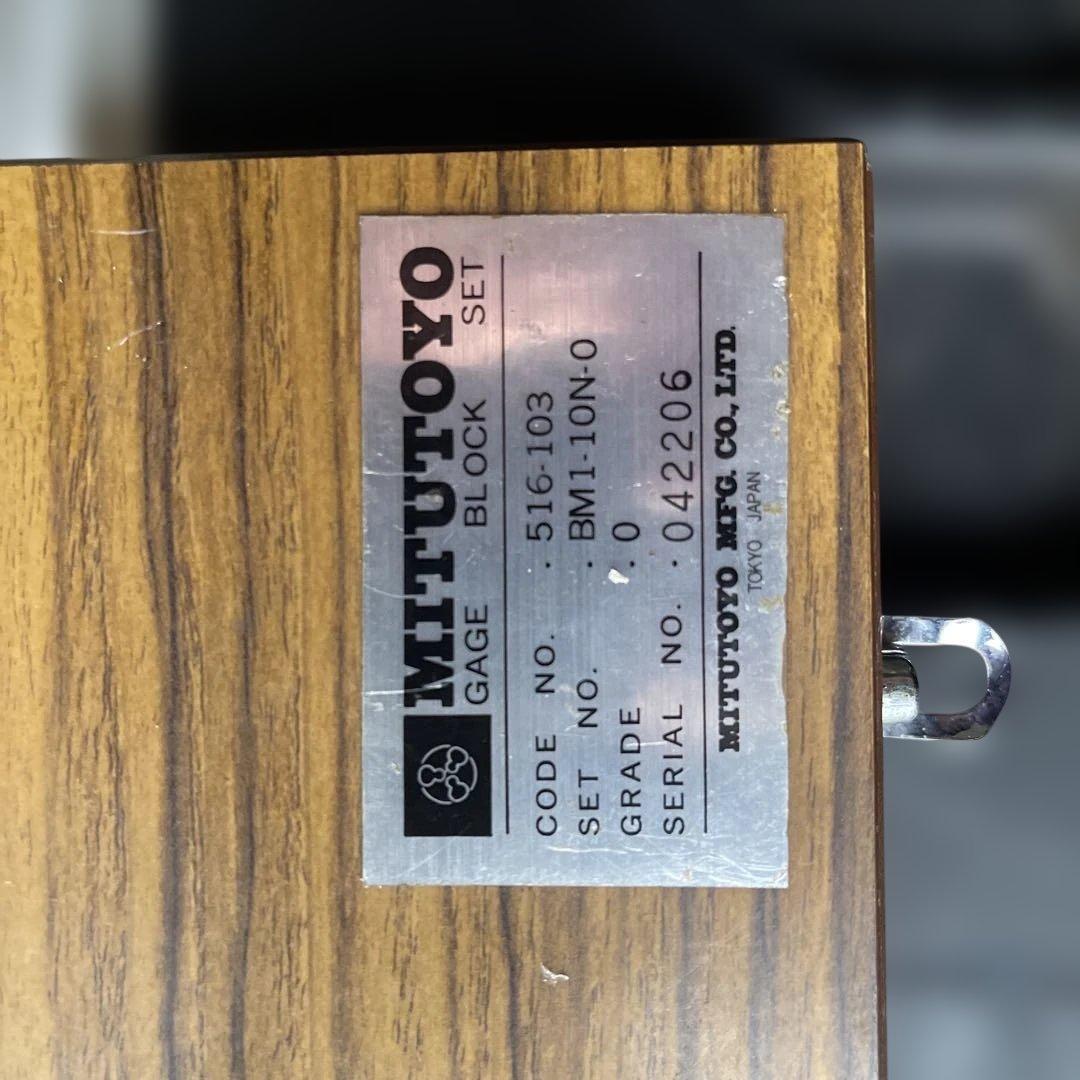 MITUTOYO
GAGE BLOCK SET
CODE NO. · 516-103
SET NO. · BM1-10N-0
GRADE · 0
SERIAL NO. · 042206
MITUTOYO MFG. CO., LTD.
TOKYO JAPAN